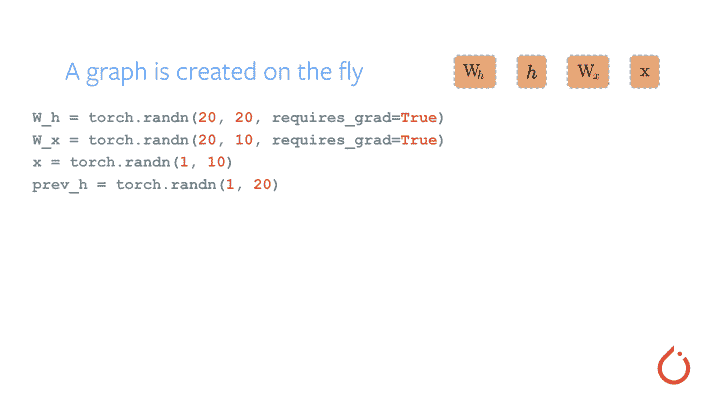 A graph is created on the fly
W_h h W_x x
W_h = torch.randn(20, 20, requires_grad=True)
W_x = torch.randn(20, 10, requires_grad=True)
x = torch.randn(1, 10)
prev_h = torch.randn(1, 20)